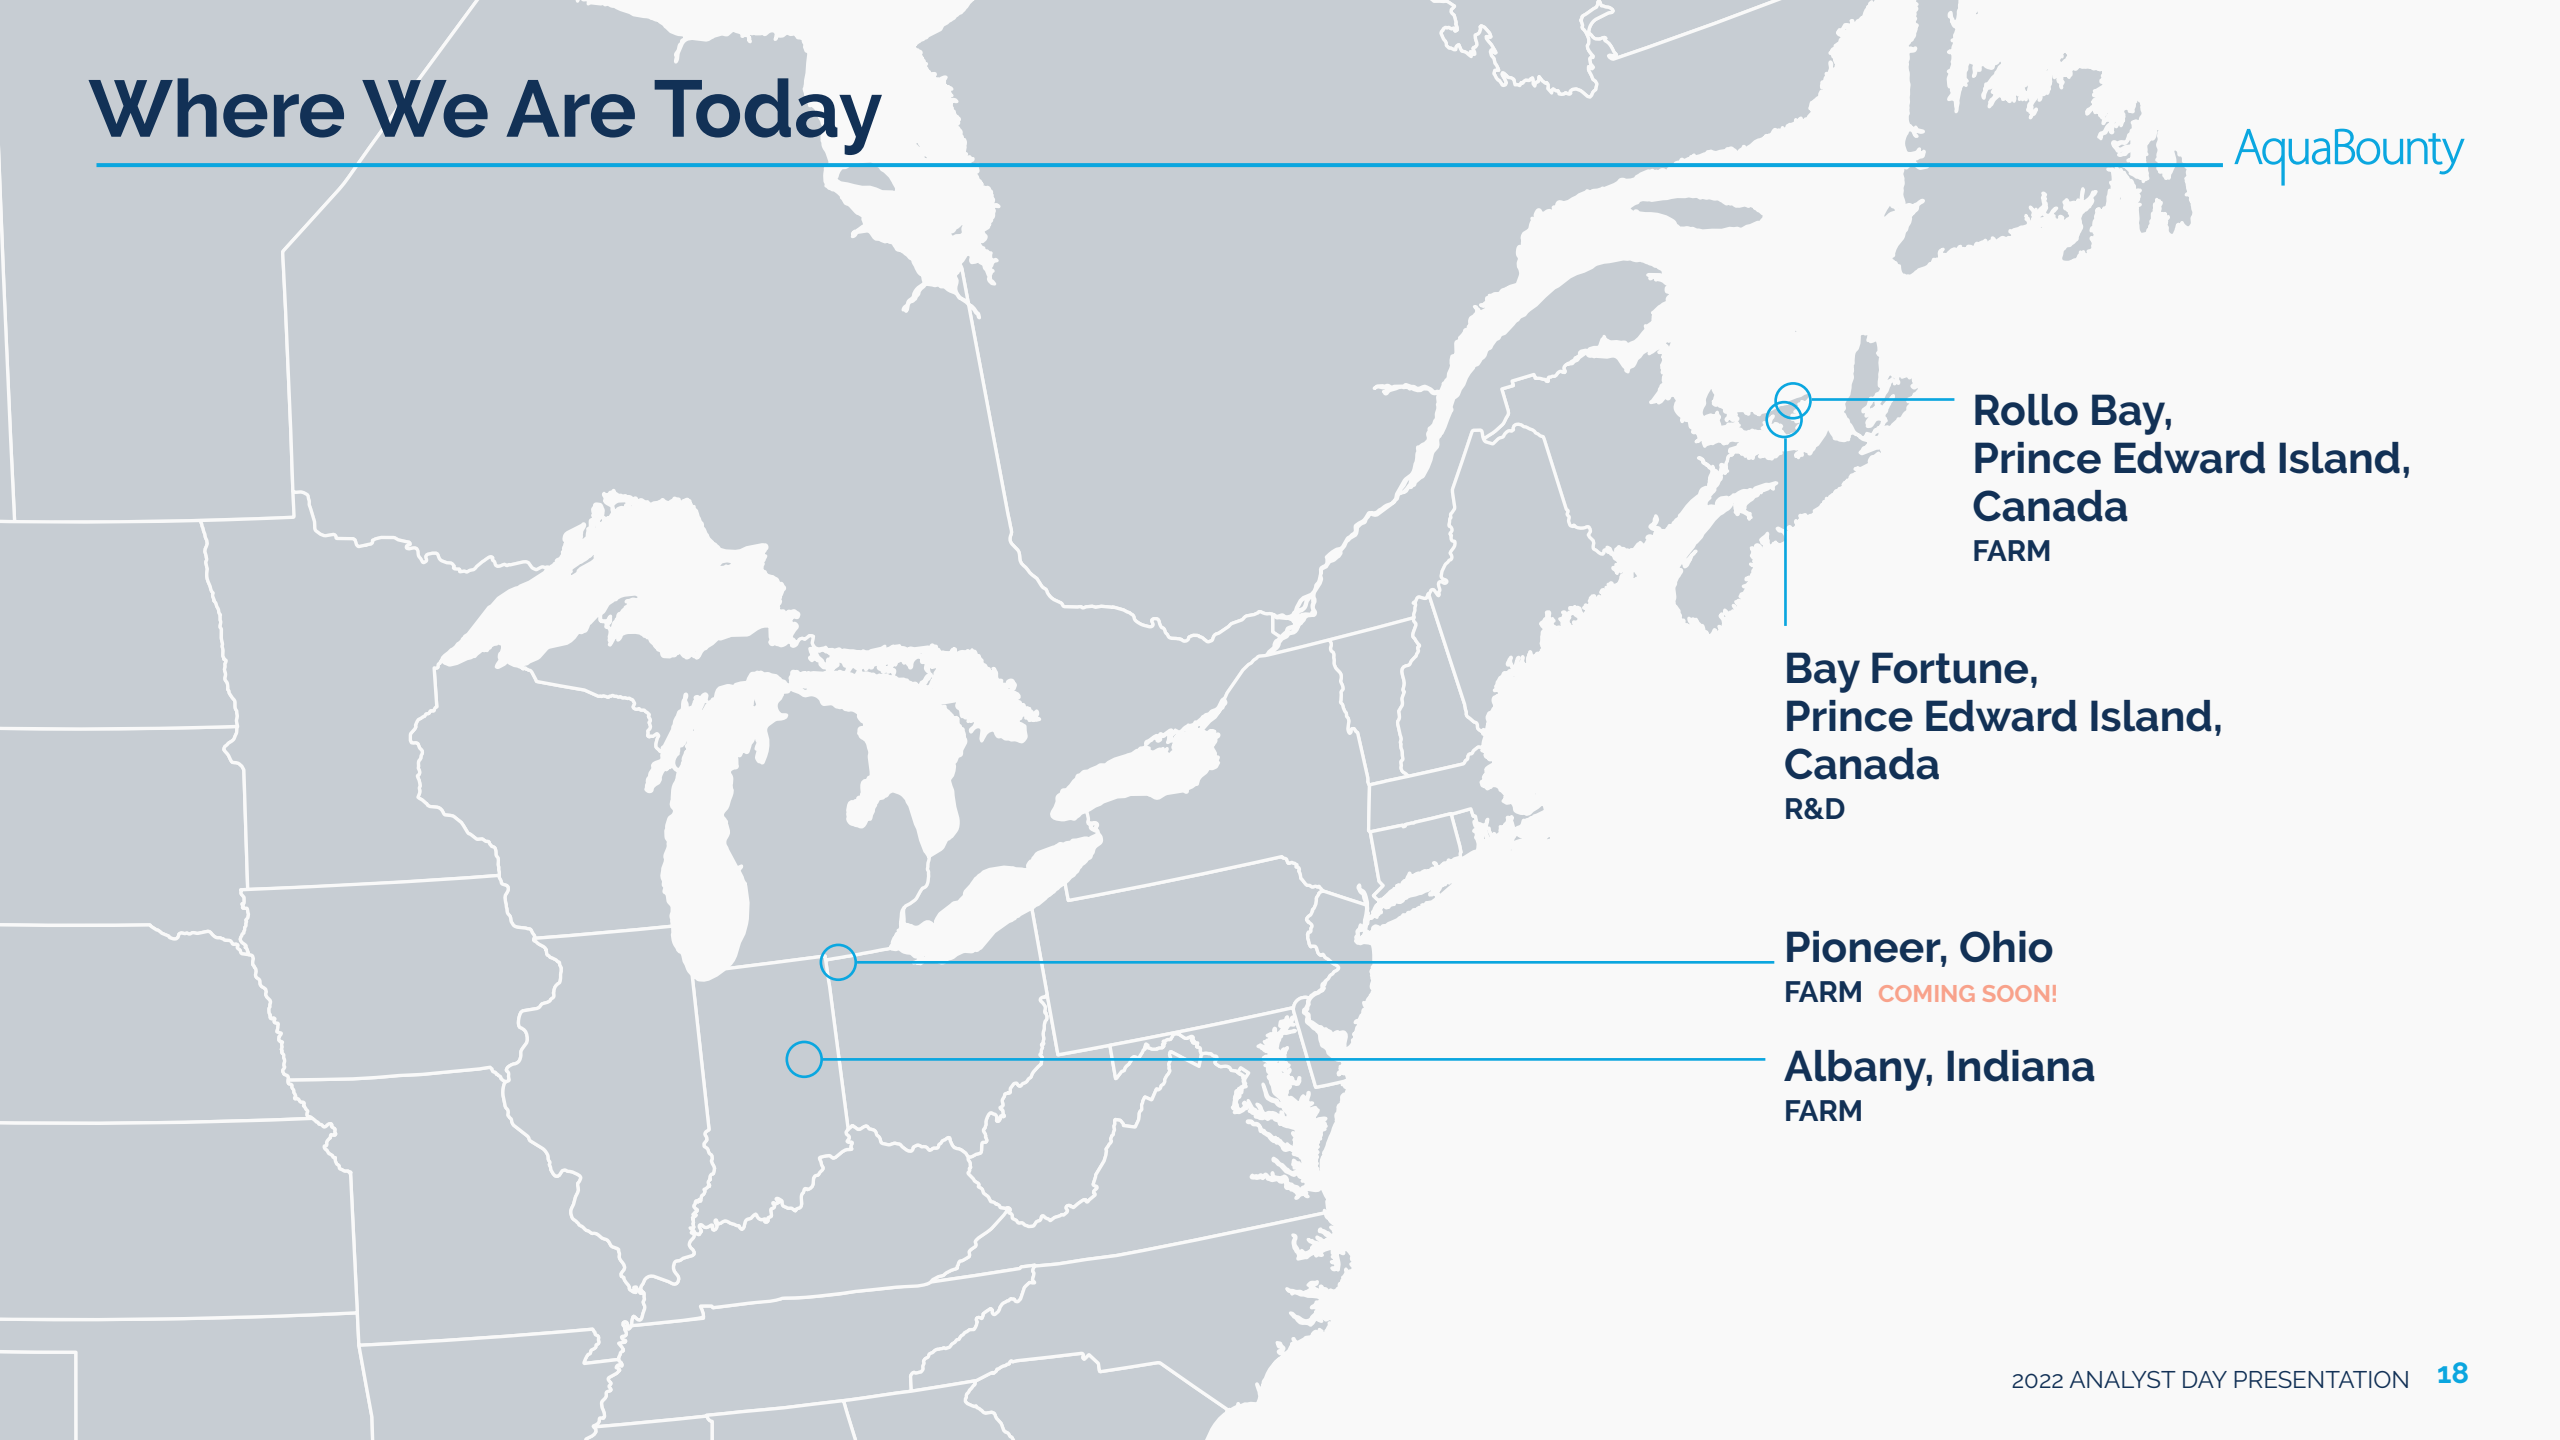 Where We Are Today
AquaBounty
Rollo Bay,
Prince Edward Island,
Canada
FARM
Bay Fortune,
Prince Edward Island,
Canada
R&D
Pioneer, Ohio
FARM COMING SOON!
Albany, Indiana
FARM
2022 ANALYST DAY PRESENTATION 18